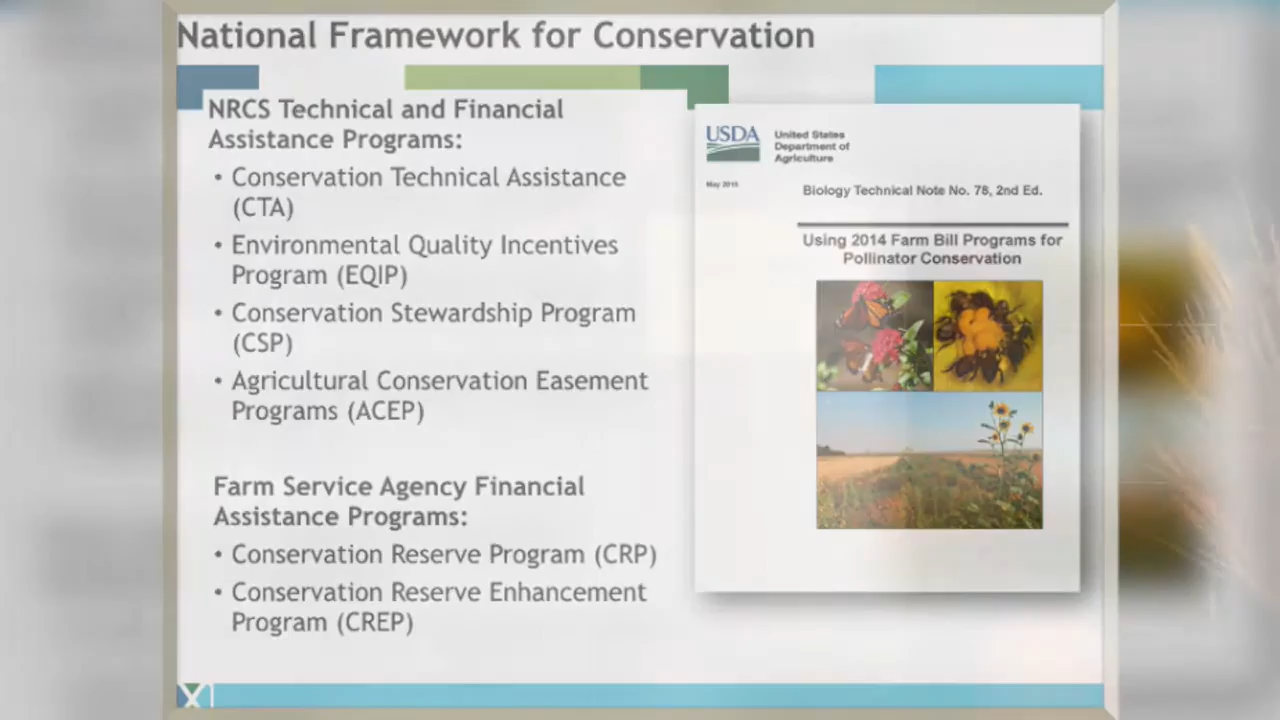 National Framework for Conservation
NRCS Technical and Financial
Assistance Programs:
• Conservation Technical Assistance
(CTA)
• Environmental Quality Incentives
Program (EQIP)
• Conservation Stewardship Program
(CSP)
• Agricultural Conservation Easement
Programs (ACEP)
Farm Service Agency Financial
Assistance Programs:
• Conservation Reserve Program (CRP)
• Conservation Reserve Enhancement
Program (CREP)
USDA
United States
Department of
Agriculture
May 2015
Biology Technical Note No. 78, 2nd Ed.
Using 2014 Farm Bill Programs for
Pollinator Conservation